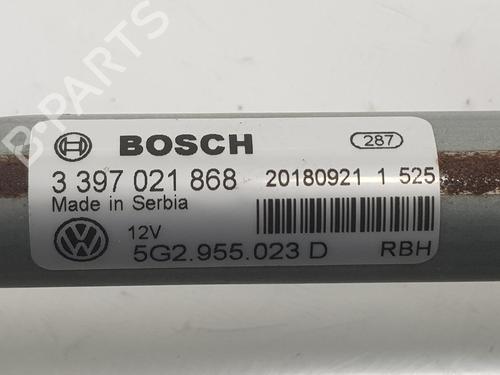 B-PARTS
BOSCH 287
3 397 021 868 20180921 1 525
Made in Serbia
12V
5G2.955.023 D RBH